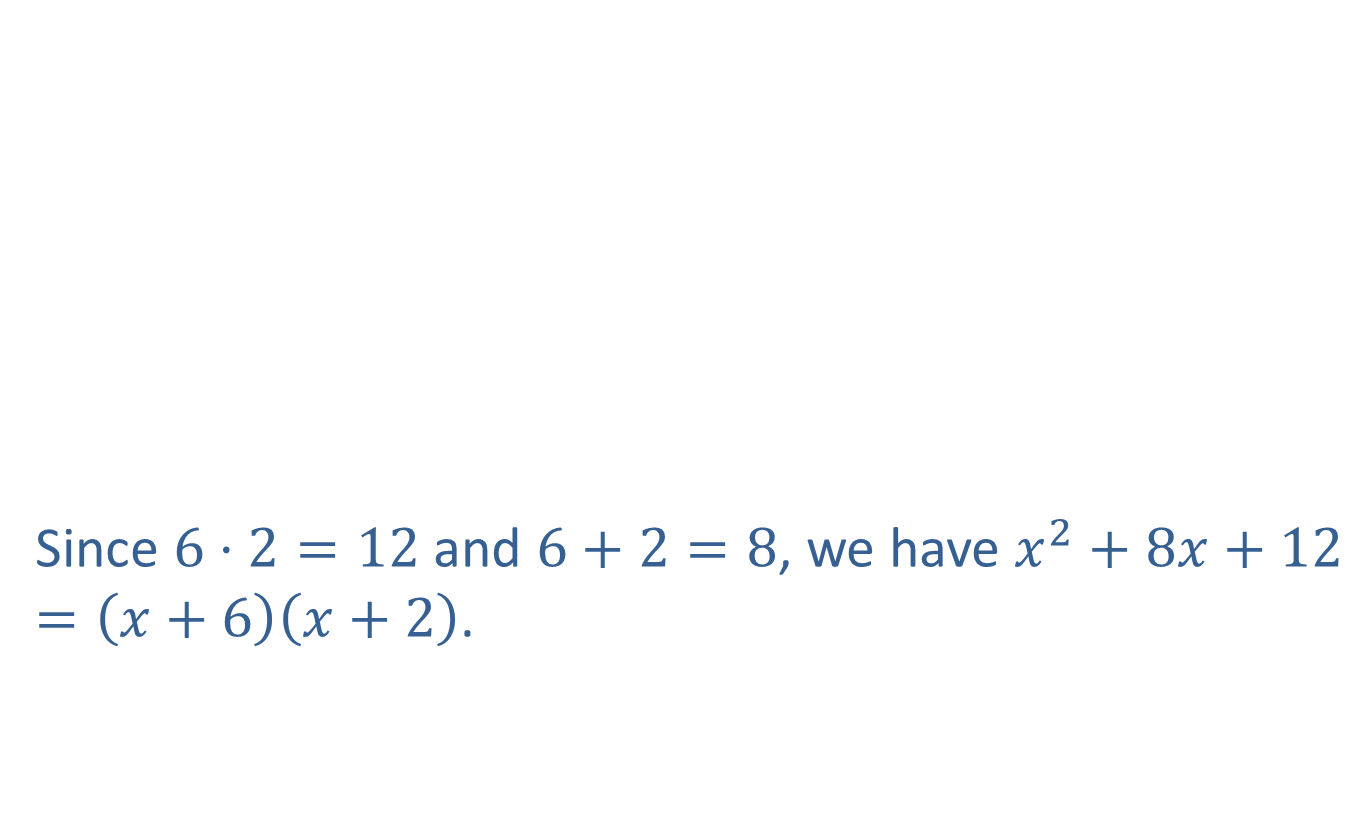 Since 6 · 2 = 12 and 6 + 2 = 8, we have x² + 8x + 12
= (x + 6)(x + 2).